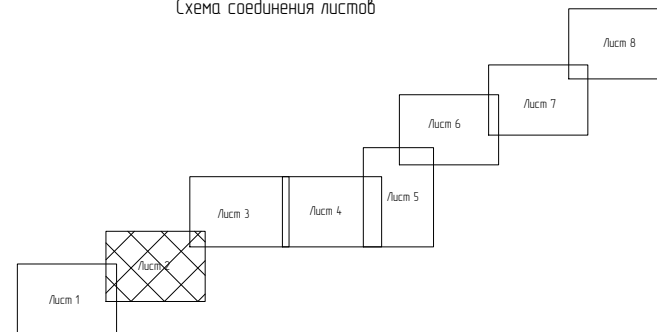 Схема соединения листов
Лист 8
Лист 7
Лист 6
Лист 5
Лист 3
Лист 4
Лист 2
Лист 1